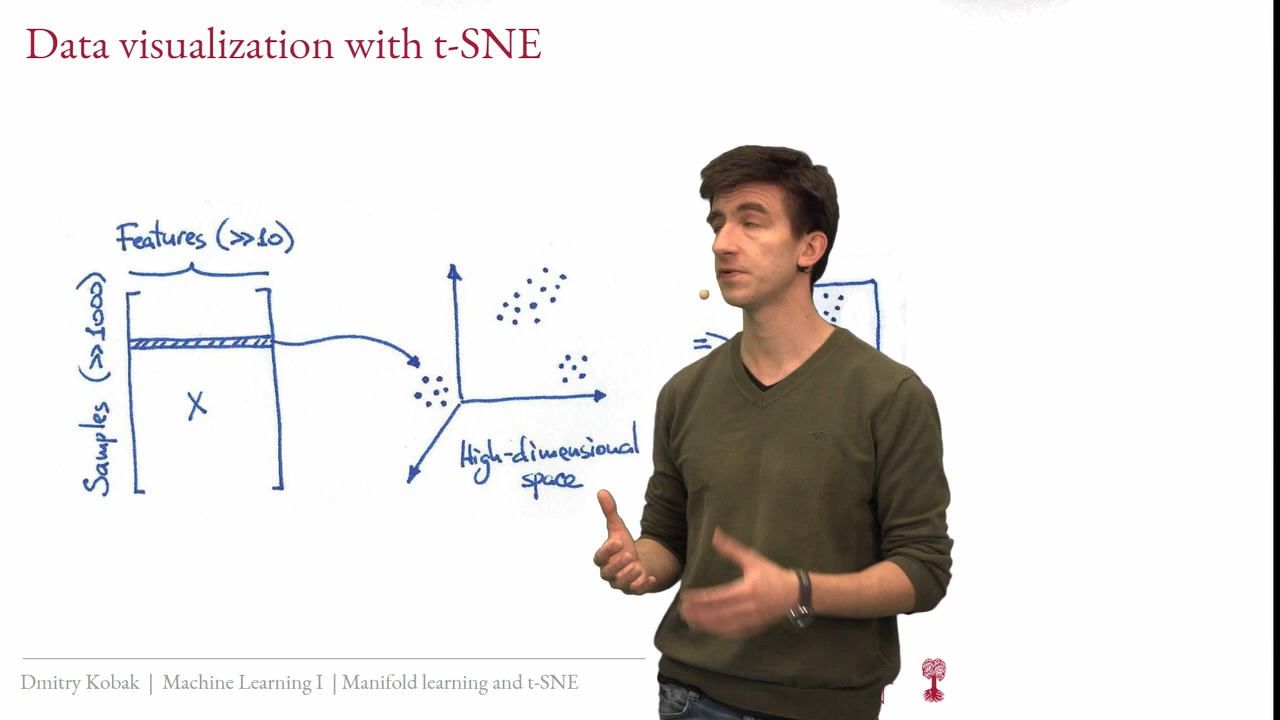 Data visualization with t-SNE
Features (>>10)
Samples (>>1000)
X
High-dimensional
space
Dmitry Kobak | Machine Learning I | Manifold learning and t-SNE